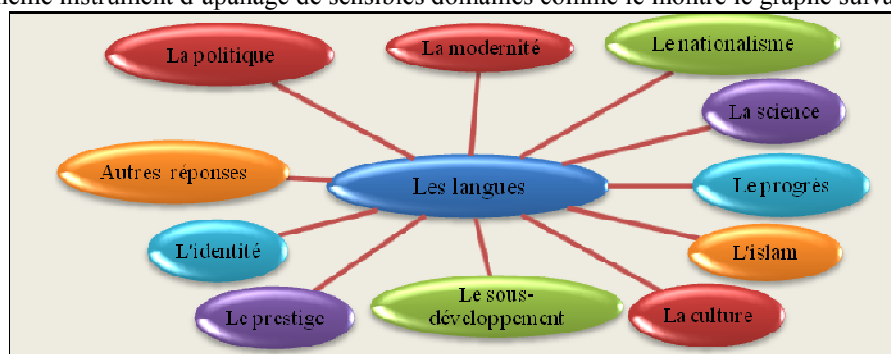 même instrument d'apanage de sensibles domaines comme le montre le graphe
La politique
La modernité
Le nationalisme
La science
Autres réponses
Les langues
Le progrès
L'identité
L'islam
Le prestige
Le sous-
développement
La culture